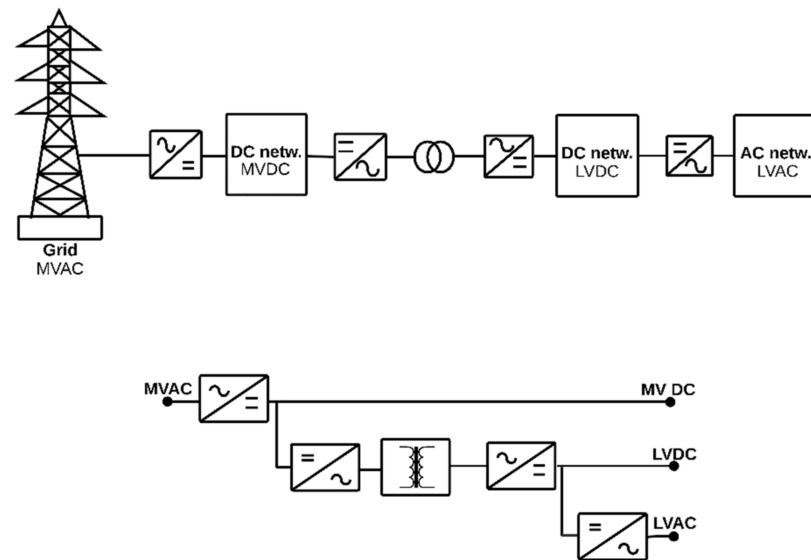 DC netw.
MVDC
DC netw.
LVDC
AC netw.
LVAC
Grid
MVAC
MVAC
MV DC
LVDC
LVAC